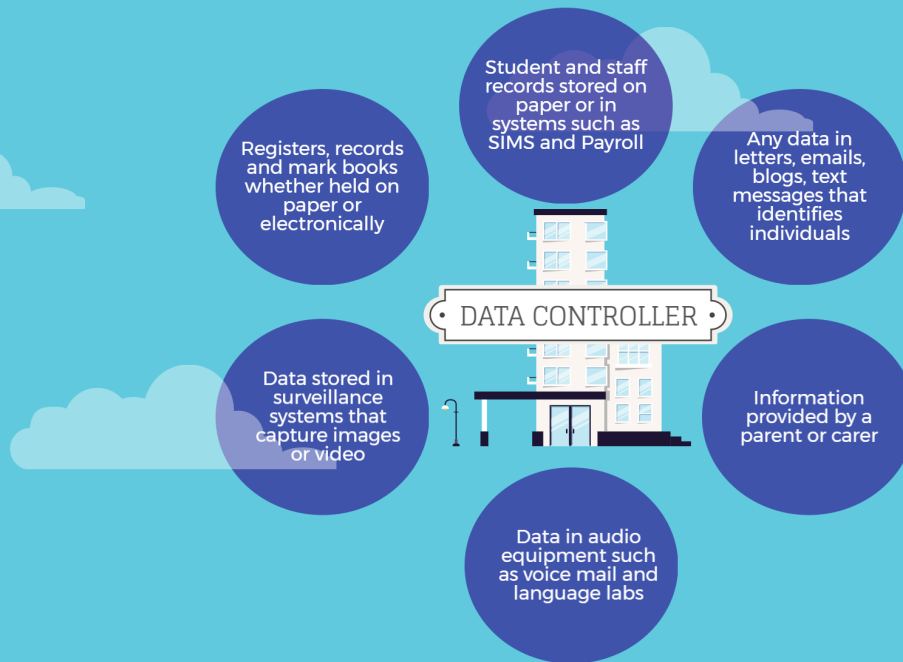 Student and staff
records stored on
paper or in
systems such as
SIMS and Payroll
Registers, records
and mark books
whether held on
paper or
electronically
Any data in
letters, emails,
blogs, text
messages that
identifies
individuals
DATA CONTROLLER
Data stored in
surveillance
systems that
capture images
or video
Information
provided by a
parent or carer
Data in audio
equipment such
as voice mail and
language labs